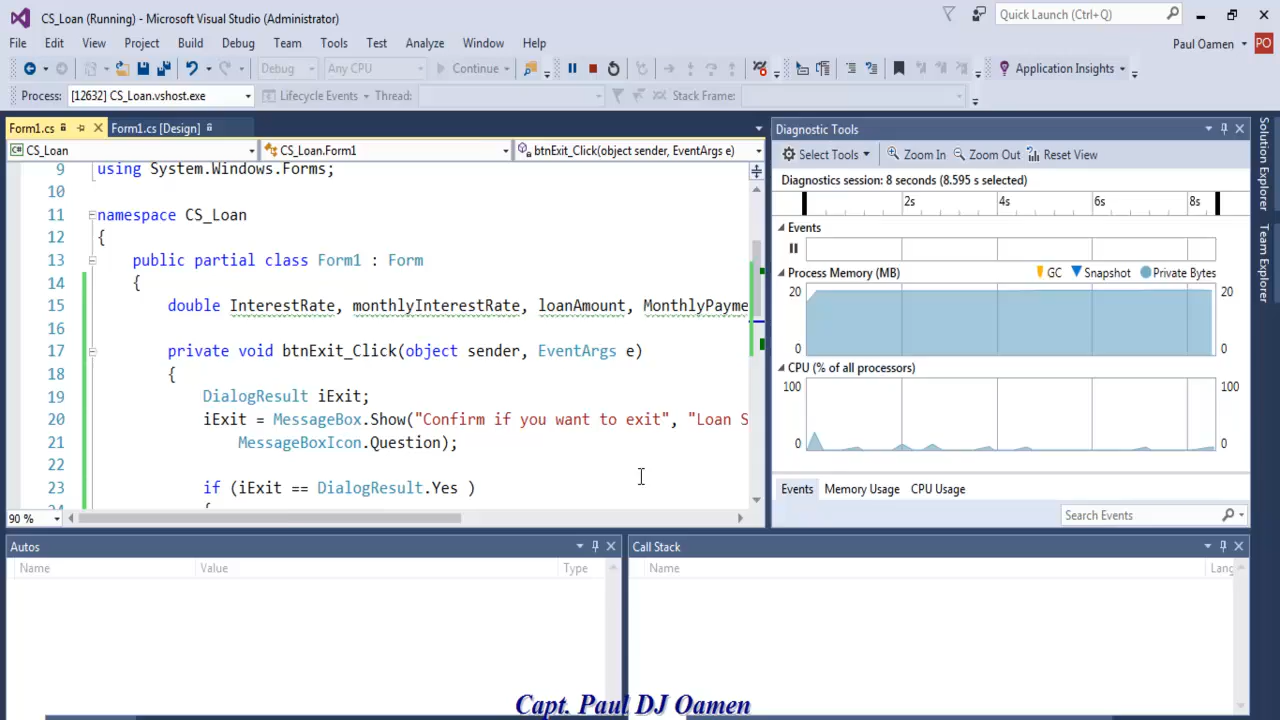 CS_Loan (Running) - Microsoft Visual Studio (Administrator)
Quick Launch (Ctrl+Q)
File Edit View Project Build Debug Team Tools Test Analyze Window Help
Paul Oamen PO
Debug Any CPU Continue Application Insights
Process: [12632] CS_Loan.vshost.exe Lifecycle Events Thread: Stack Frame:
Form1.cs Form1.cs [Design]
CS_Loan CS_Loan.Form1 btnExit_Click(object sender, EventArgs e)
9 using System.Windows.Forms;
10
11 namespace CS_Loan
12 {
13 public partial class Form1 : Form
14 {
15 double InterestRate, monthlyInterestRate, loanAmount, MonthlyPayme
16
17 private void btnExit_Click(object sender, EventArgs e)
18 {
19 DialogResult iExit;
20 iExit = MessageBox.Show("Confirm if you want to exit", "Loan S
21 MessageBoxIcon.Question);
22
23 if (iExit == DialogResult.Yes )
{
90 %
Diagnostic Tools
Select Tools Zoom In Zoom Out Reset View
Diagnostics session: 8 seconds (8.595 s selected)
2s 4s 6s 8s
Events
Process Memory (MB) GC Snapshot Private Bytes
20 20
0 0
CPU (% of all processors)
100 100
0 0
Events Memory Usage CPU Usage
Search Events
Solution Explorer
Team Explorer
Autos
Name Value Type
Call Stack
Name Lang
Capt. Paul DJ Oamen